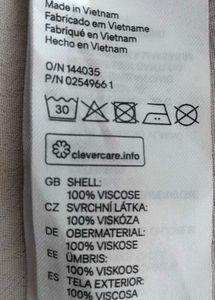 Made in Vietnam
Fabricado em Vietname
Fabriqué en Vietnam
Hecho en Vietnam
O/N 144035
P/N 0254966 1
30
clevercare.info
GB SHELL:
100% VISCOSE
CZ SVRCHNÍ LÁTKA:
100% VISKÓZA
DE OBERMATERIAL:
100% VISKOSE
EE ÜMBRIS:
100% VISKOOS
ES TELA EXTERIOR:
100% VISCOSA